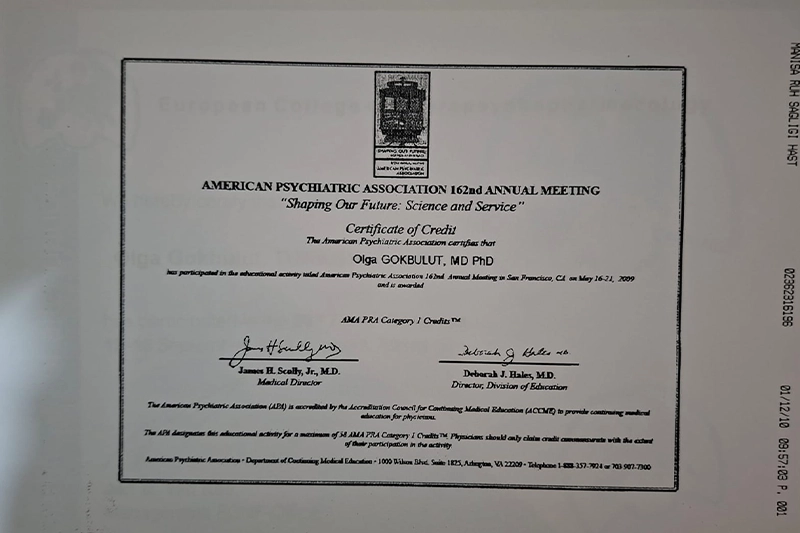 SHAPING OUR FUTURE:
AMERICAN PSYCHIATRIC
ASSOCIATION
AMERICAN PSYCHIATRIC ASSOCIATION 162nd ANNUAL MEETING
"Shaping Our Future: Science and Service"
Certificate of Credit
The American Psychiatric Association certifies that
Olga GOKBULUT, MD PhD
has participated in the educational activity titled American Psychiatric Association 162nd Annual Meeting in San Francisco, CA on May 16-21, 2009
and is awarded
AMA PRA Category 1 Credits™
James H. Scully, Jr., M.D.
Medical Director
Deborah J. Hales, M.D.
Director, Division of Education
The American Psychiatric Association (APA) is accredited by the Accreditation Council for Continuing Medical Education (ACCME) to provide continuing medical
education for physicians.
The APA designates this educational activity for a maximum of 58 AMA PRA Category 1 Credits™. Physicians should only claim credit commensurate with the extent
of their participation in the activity.
American Psychiatric Association • Department of Continuing Medical Education • 1000 Wilson Blvd. Suite 1825, Arlington, VA 22209 • Telephone 1-888-357-7924 or 703-907-7300
MANISA RUH SAGLIGI HAST
02362316196
01/12/10 09:57:03 P. 001